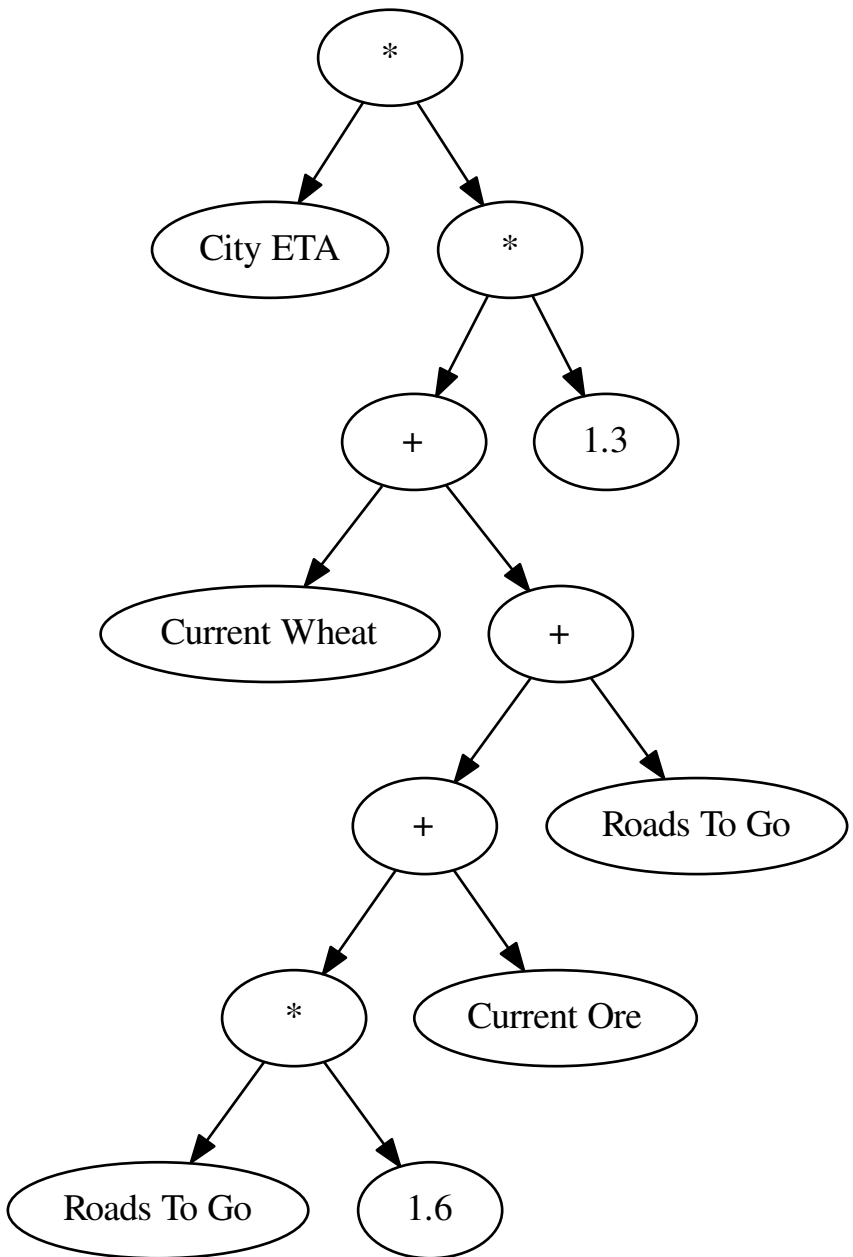 *
City ETA
*
+
1.3
Current Wheat
+
+
Roads To Go
*
Current Ore
Roads To Go
1.6